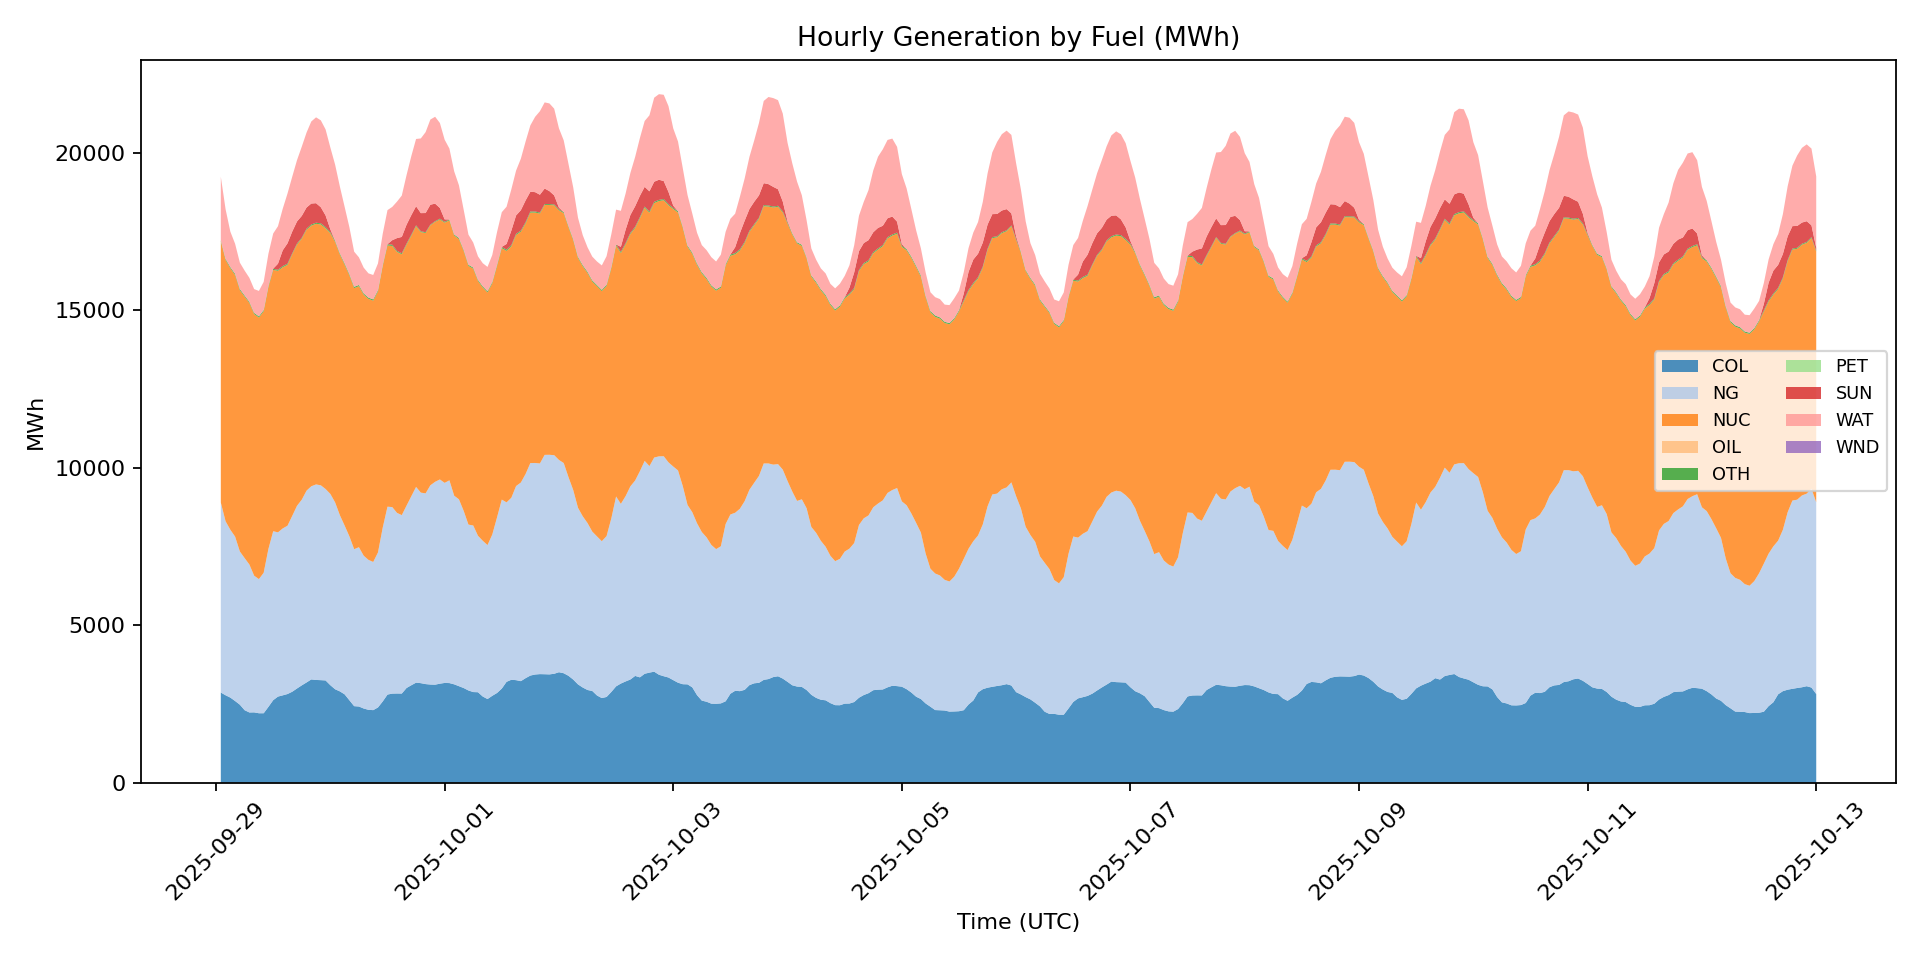 Hourly Generation by Fuel (MWh)
MWh
20000
15000
10000
5000
0
COL
NG
NUC
OIL
OTH
PET
SUN
WAT
WND
2025-09-29
2025-10-01
2025-10-03
2025-10-05
2025-10-07
2025-10-09
2025-10-11
2025-10-13
Time (UTC)